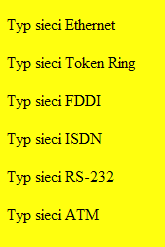 Typ sieci Ethernet
Typ sieci Token Ring
Typ sieci FDDI
Typ sieci ISDN
Typ sieci RS-232
Typ sieci ATM